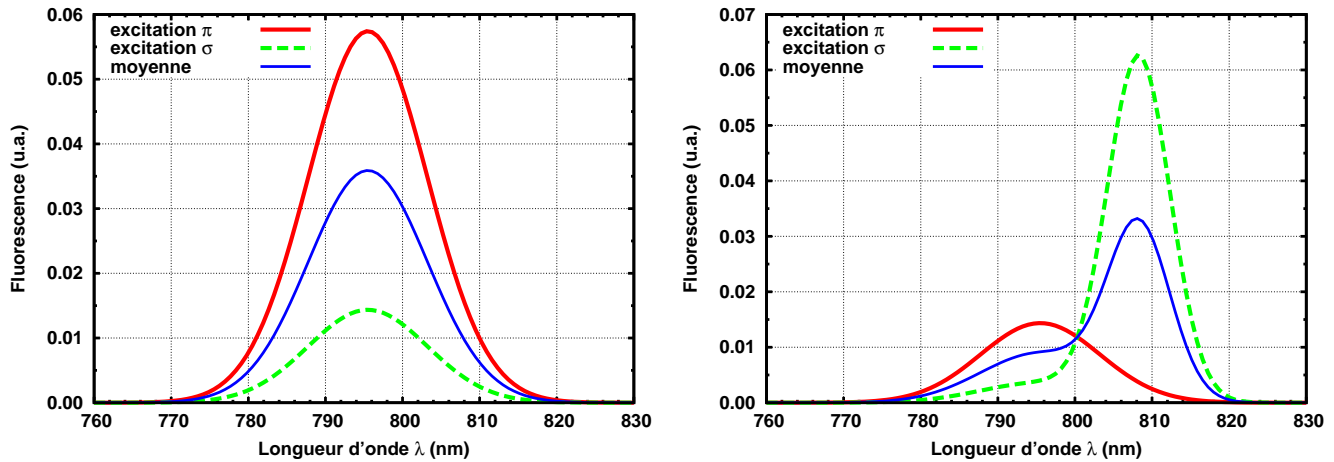 0.06
0.05
0.04
0.03
0.02
0.01
0.00
Fluorescence (u.a.)
excitation π
excitation σ
moyenne
760 770 780 790 800 810 820 830
Longueur d'onde λ (nm)
0.07
0.06
0.05
0.04
0.03
0.02
0.01
0.00
Fluorescence (u.a.)
excitation π
excitation σ
moyenne
760 770 780 790 800 810 820 830
Longueur d'onde λ (nm)